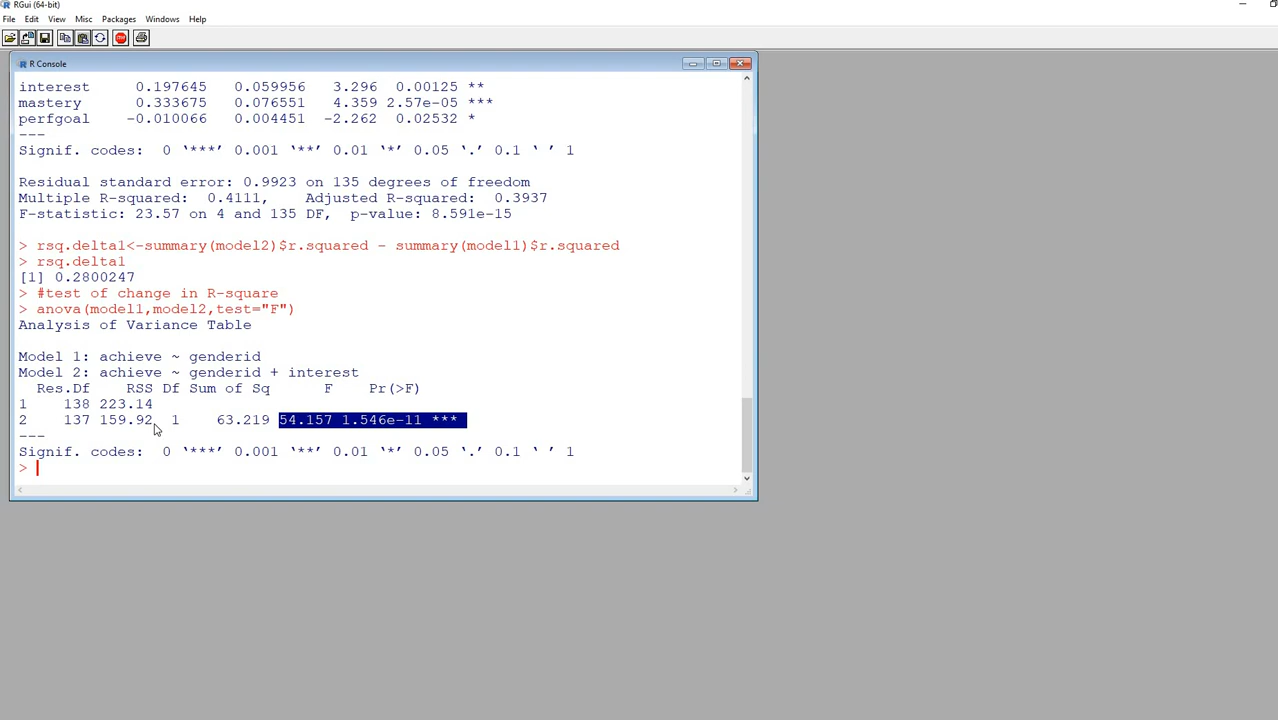 RGui (64-bit)
File Edit View Misc Packages Windows Help
STOP
R Console
interest 0.197645 0.059956 3.296 0.00125 **
mastery 0.333675 0.076551 4.359 2.57e-05 ***
perfgoal -0.010066 0.004451 -2.262 0.02532 *
---
Signif. codes: 0 ‘***’ 0.001 ‘**’ 0.01 ‘*’ 0.05 ‘.’ 0.1 ‘ ’ 1
Residual standard error: 0.9923 on 135 degrees of freedom
Multiple R-squared: 0.4111, Adjusted R-squared: 0.3937
F-statistic: 23.57 on 4 and 135 DF, p-value: 8.591e-15
> rsq.delta1<-summary(model2)$r.squared - summary(model1)$r.squared
> rsq.delta1
[1] 0.2800247
> #test of change in R-square
> anova(model1,model2,test="F")
Analysis of Variance Table
Model 1: achieve ~ genderid
Model 2: achieve ~ genderid + interest
Res.Df RSS Df Sum of Sq F Pr(>F)
1 138 223.14
2 137 159.92 1 63.219 54.157 1.546e-11 ***
---
Signif. codes: 0 ‘***’ 0.001 ‘**’ 0.01 ‘*’ 0.05 ‘.’ 0.1 ‘ ’ 1
>